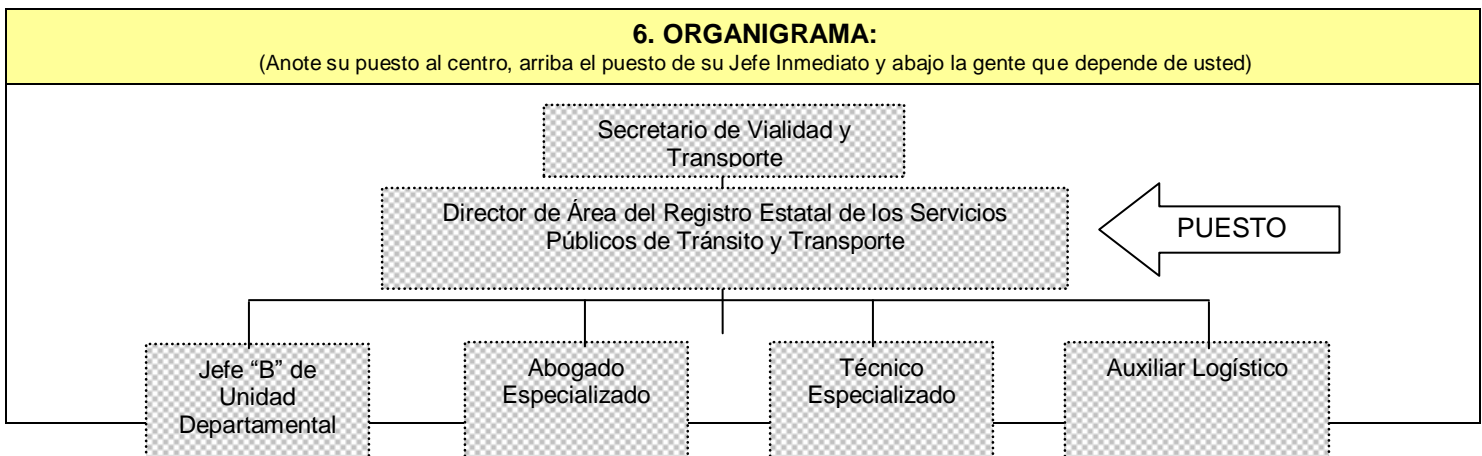 6. ORGANIGRAMA:
(Anote su puesto al centro, arriba el puesto de su Jefe Inmediato y abajo la gente que depende de usted)
Secretario de Vialidad y
Transporte
Director de Área del Registro Estatal de los Servicios
Públicos de Tránsito y Transporte
PUESTO
Jefe “B” de
Unidad
Departamental
Abogado
Especializado
Técnico
Especializado
Auxiliar Logístico